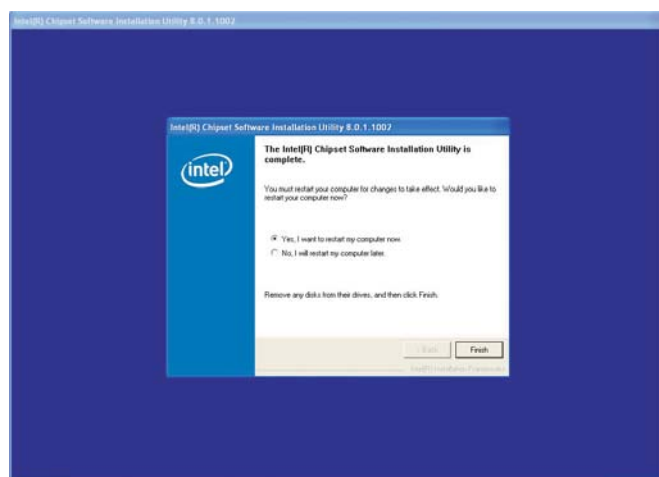 Intel(R) Chipset Software Installation Utility 8.0.1.1002
Intel(R) Chipset Software Installation Utility 8.0.1.1002
intel
The Intel(R) Chipset Software Installation Utility is
complete.
You must restart your computer for changes to take effect. Would you like to
restart your computer now?
Yes, I want to restart my computer now.
No, I will restart my computer later.
Remove any disks from their drives, and then click Finish.
< Back
Finish
Intel(R) Installation Framework